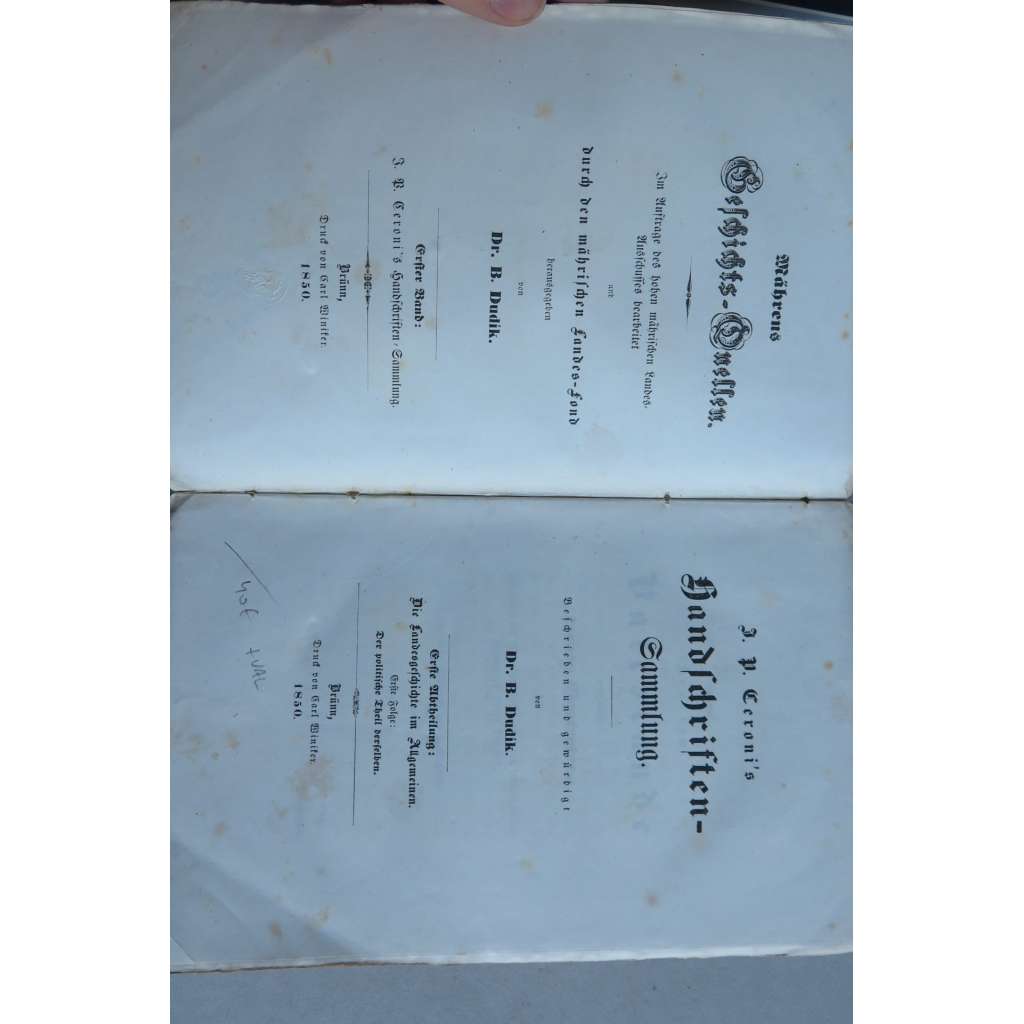 Mährens
Geschichts-Quellen.
Im Auftrage des hohen mährischen Landes-
Ausschusses bearbeitet
und
durch den mährischen Landes-Fond
herausgegeben
von
Dr. B. Dudik.
Erster Band:
J. P. Ceroni's Handschriften-Sammlung.
Brünn,
Druck von Carl Winiker.
1850.
J. P. Ceroni's
Handschriften-
Sammlung.
Beschrieben und gewürdigt
von
Dr. B. Dudik.
Erste Abtheilung:
Die Landesgeschichte im Allgemeinen.
Erste Folge:
Der politische Theil derselben.
Brünn,
Druck von Carl Winiker.
1850.